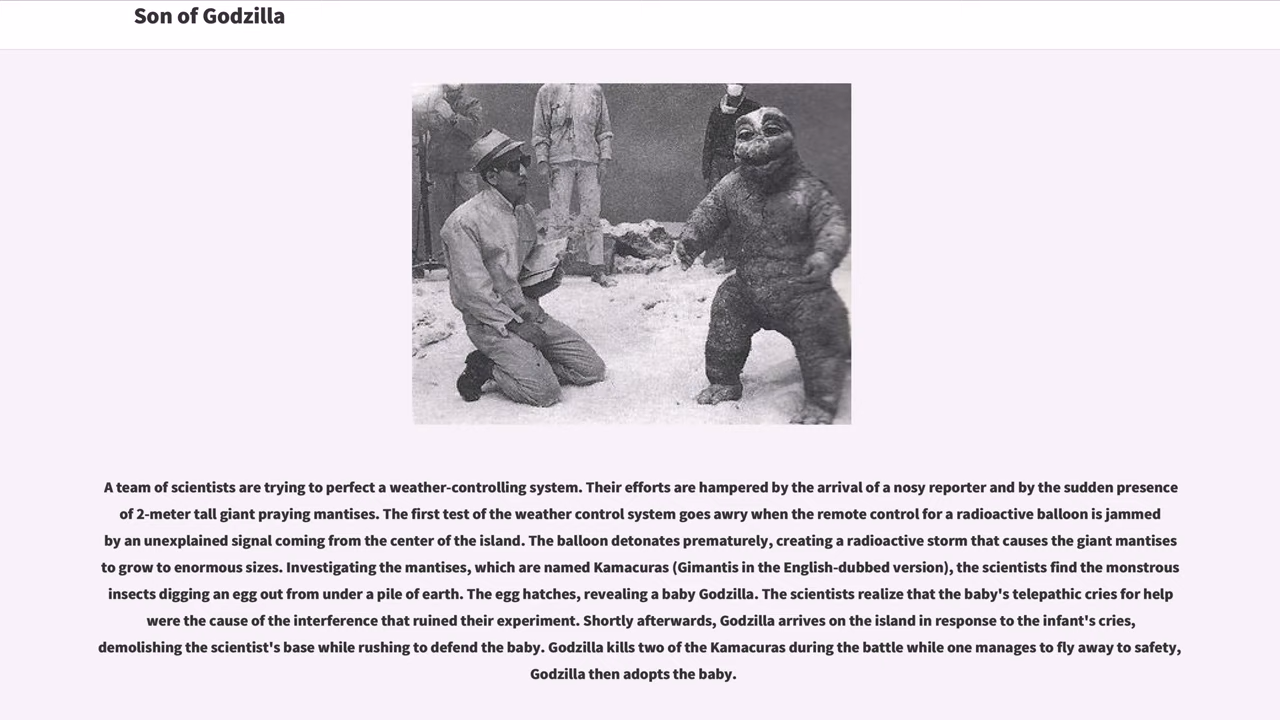 Son of Godzilla
A team of scientists are trying to perfect a weather-controlling system. Their efforts are hampered by the arrival of a nosy reporter and by the sudden presence
of 2-meter tall giant praying mantises. The first test of the weather control system goes awry when the remote control for a radioactive balloon is jammed
by an unexplained signal coming from the center of the island. The balloon detonates prematurely, creating a radioactive storm that causes the giant mantises
to grow to enormous sizes. Investigating the mantises, which are named Kamacuras (Gimantis in the English-dubbed version), the scientists find the monstrous
insects digging an egg out from under a pile of earth. The egg hatches, revealing a baby Godzilla. The scientists realize that the baby's telepathic cries for help
were the cause of the interference that ruined their experiment. Shortly afterwards, Godzilla arrives on the island in response to the infant's cries,
demolishing the scientist's base while rushing to defend the baby. Godzilla kills two of the Kamacuras during the battle while one manages to fly away to safety,
Godzilla then adopts the baby.